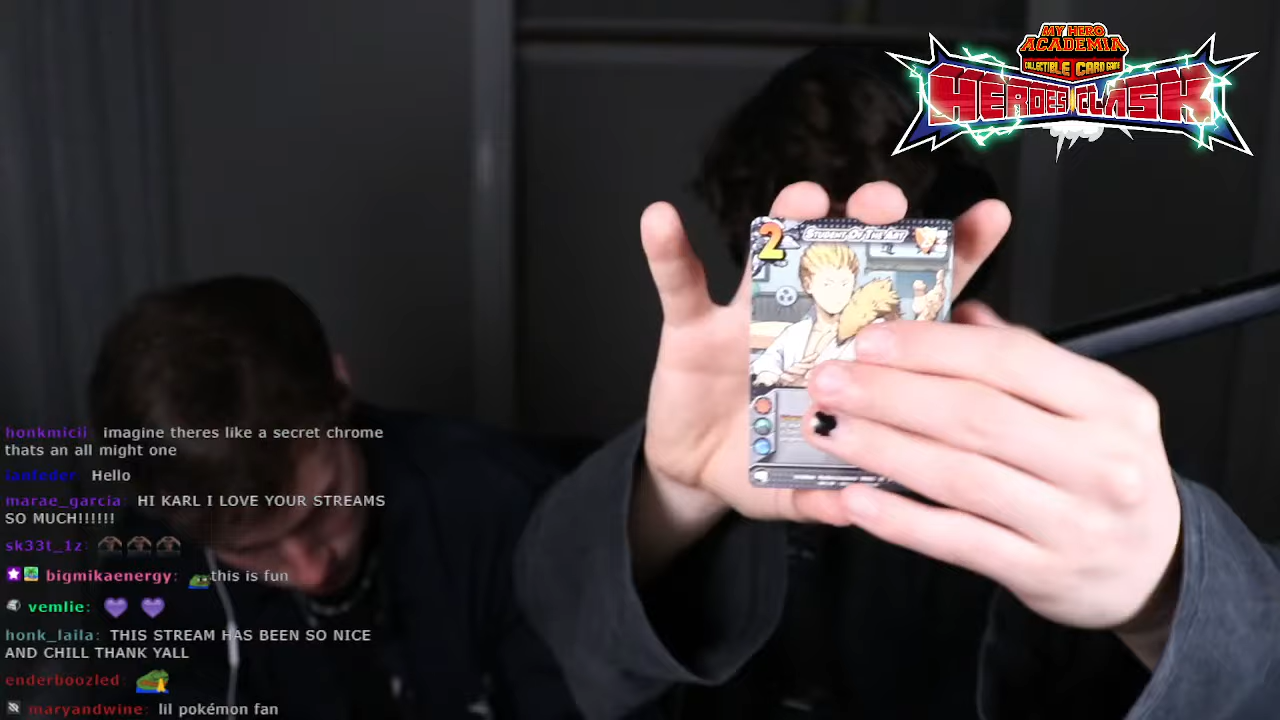 MY HERO
ACADEMIA
COLLECTIBLE CARD GAME
HEROES CLASH
2
STUDENT OF THE ART
honkmicii: imagine theres like a secret chrome
thats an all might one
ianfeder: Hello
marae_garcia: HI KARL I LOVE YOUR STREAMS
SO MUCH!!!!!!
sk33t_1z:
bigmikaenergy: this is fun
vemlie:
honk_laila: THIS STREAM HAS BEEN SO NICE
AND CHILL THANK YALL
enderboozled:
maryandwine: lil pokémon fan